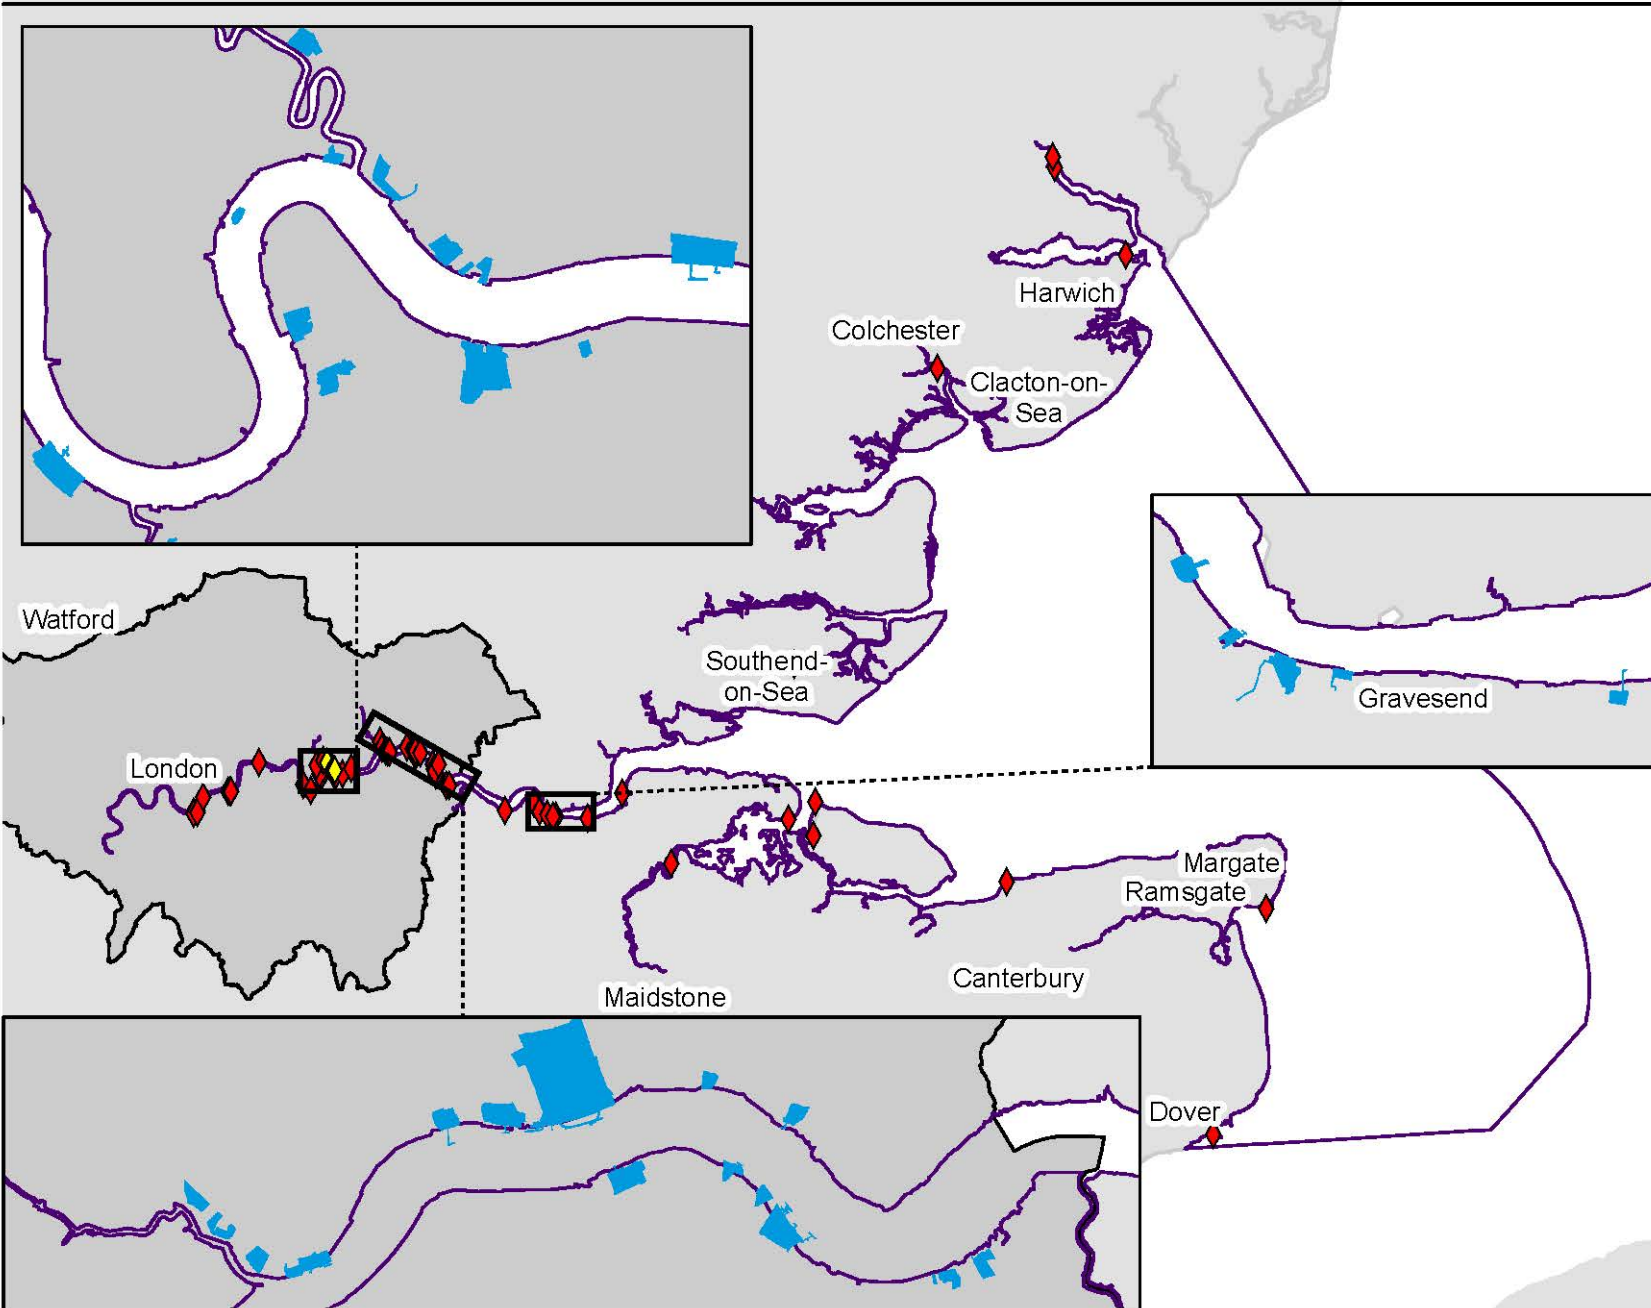 Harwich
Colchester
Clacton-on-
Sea
Watford
Southend-
on-Sea
Gravesend
London
Margate
Ramsgate
Canterbury
Maidstone
Dover